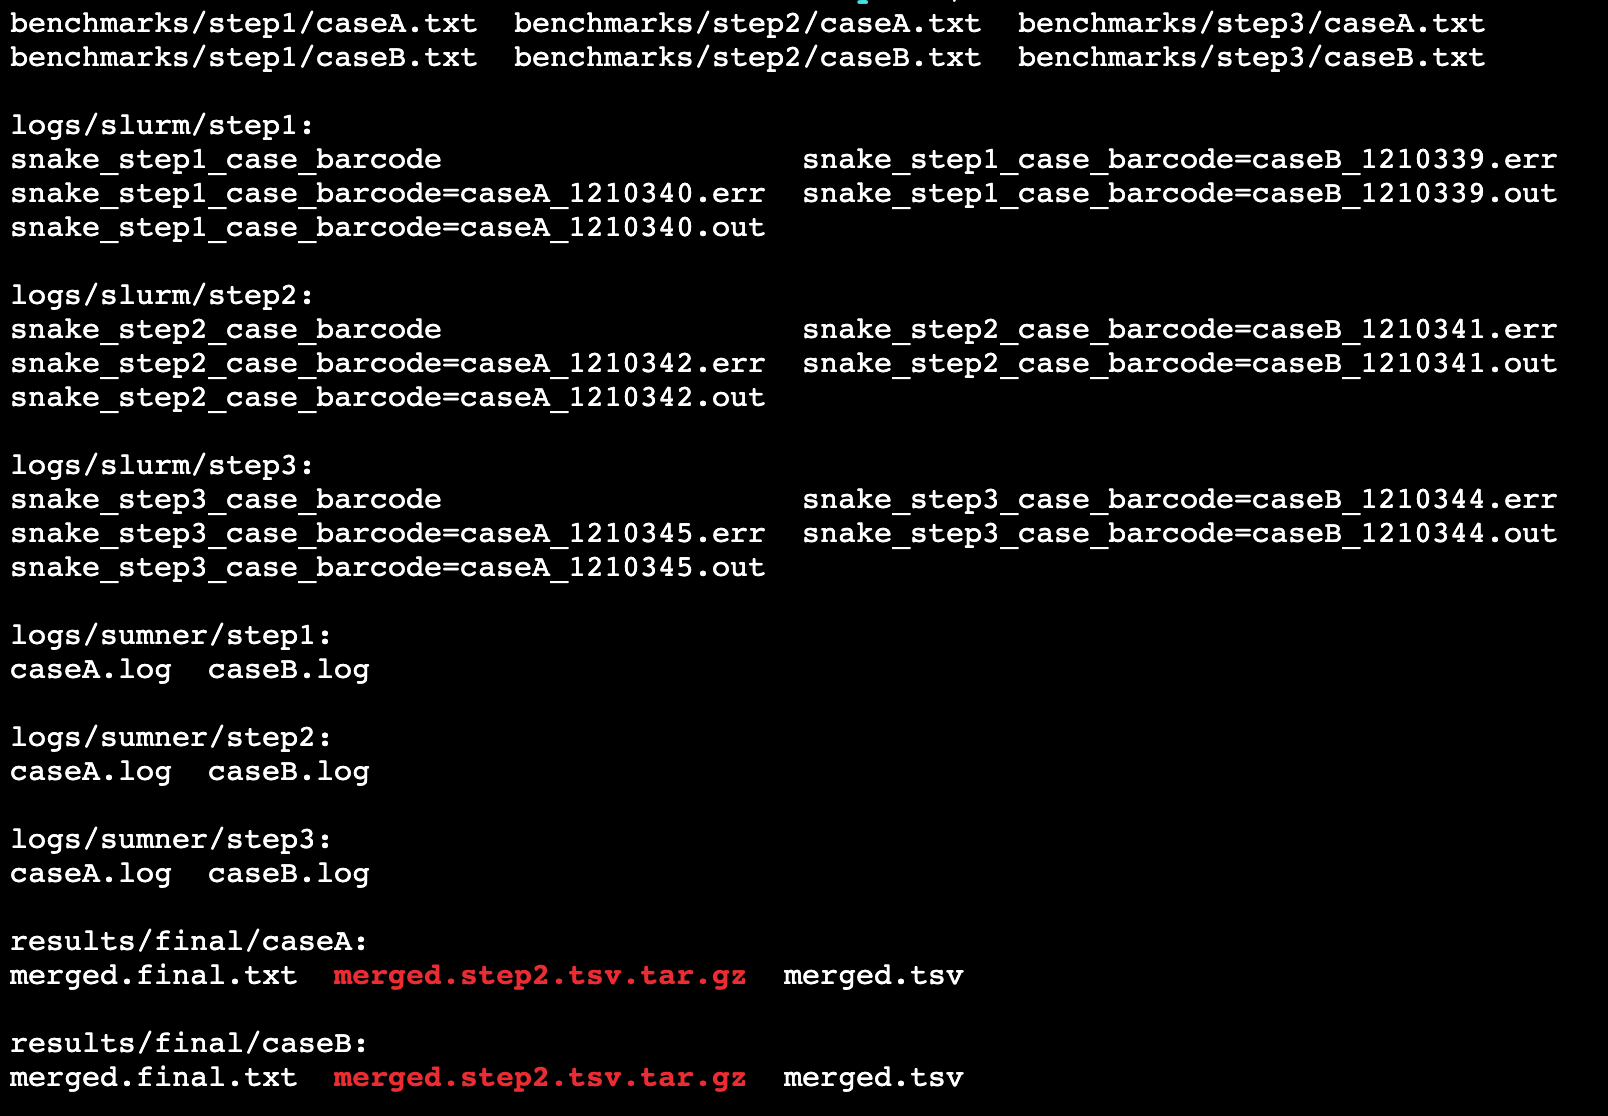 benchmarks/step1/caseA.txt  benchmarks/step2/caseA.txt  benchmarks/step3/caseA.txt
benchmarks/step1/caseB.txt  benchmarks/step2/caseB.txt  benchmarks/step3/caseB.txt
logs/slurm/step1:
snake_step1_case_barcode                    snake_step1_case_barcode=caseB_1210339.err
snake_step1_case_barcode=caseA_1210340.err  snake_step1_case_barcode=caseB_1210339.out
snake_step1_case_barcode=caseA_1210340.out
logs/slurm/step2:
snake_step2_case_barcode                    snake_step2_case_barcode=caseB_1210341.err
snake_step2_case_barcode=caseA_1210342.err  snake_step2_case_barcode=caseB_1210341.out
snake_step2_case_barcode=caseA_1210342.out
logs/slurm/step3:
snake_step3_case_barcode                    snake_step3_case_barcode=caseB_1210344.err
snake_step3_case_barcode=caseA_1210345.err  snake_step3_case_barcode=caseB_1210344.out
snake_step3_case_barcode=caseA_1210345.out
logs/sumner/step1:
caseA.log  caseB.log
logs/sumner/step2:
caseA.log  caseB.log
logs/sumner/step3:
caseA.log  caseB.log
results/final/caseA:
merged.final.txt  merged.step2.tsv.tar.gz  merged.tsv
results/final/caseB:
merged.final.txt  merged.step2.tsv.tar.gz  merged.tsv